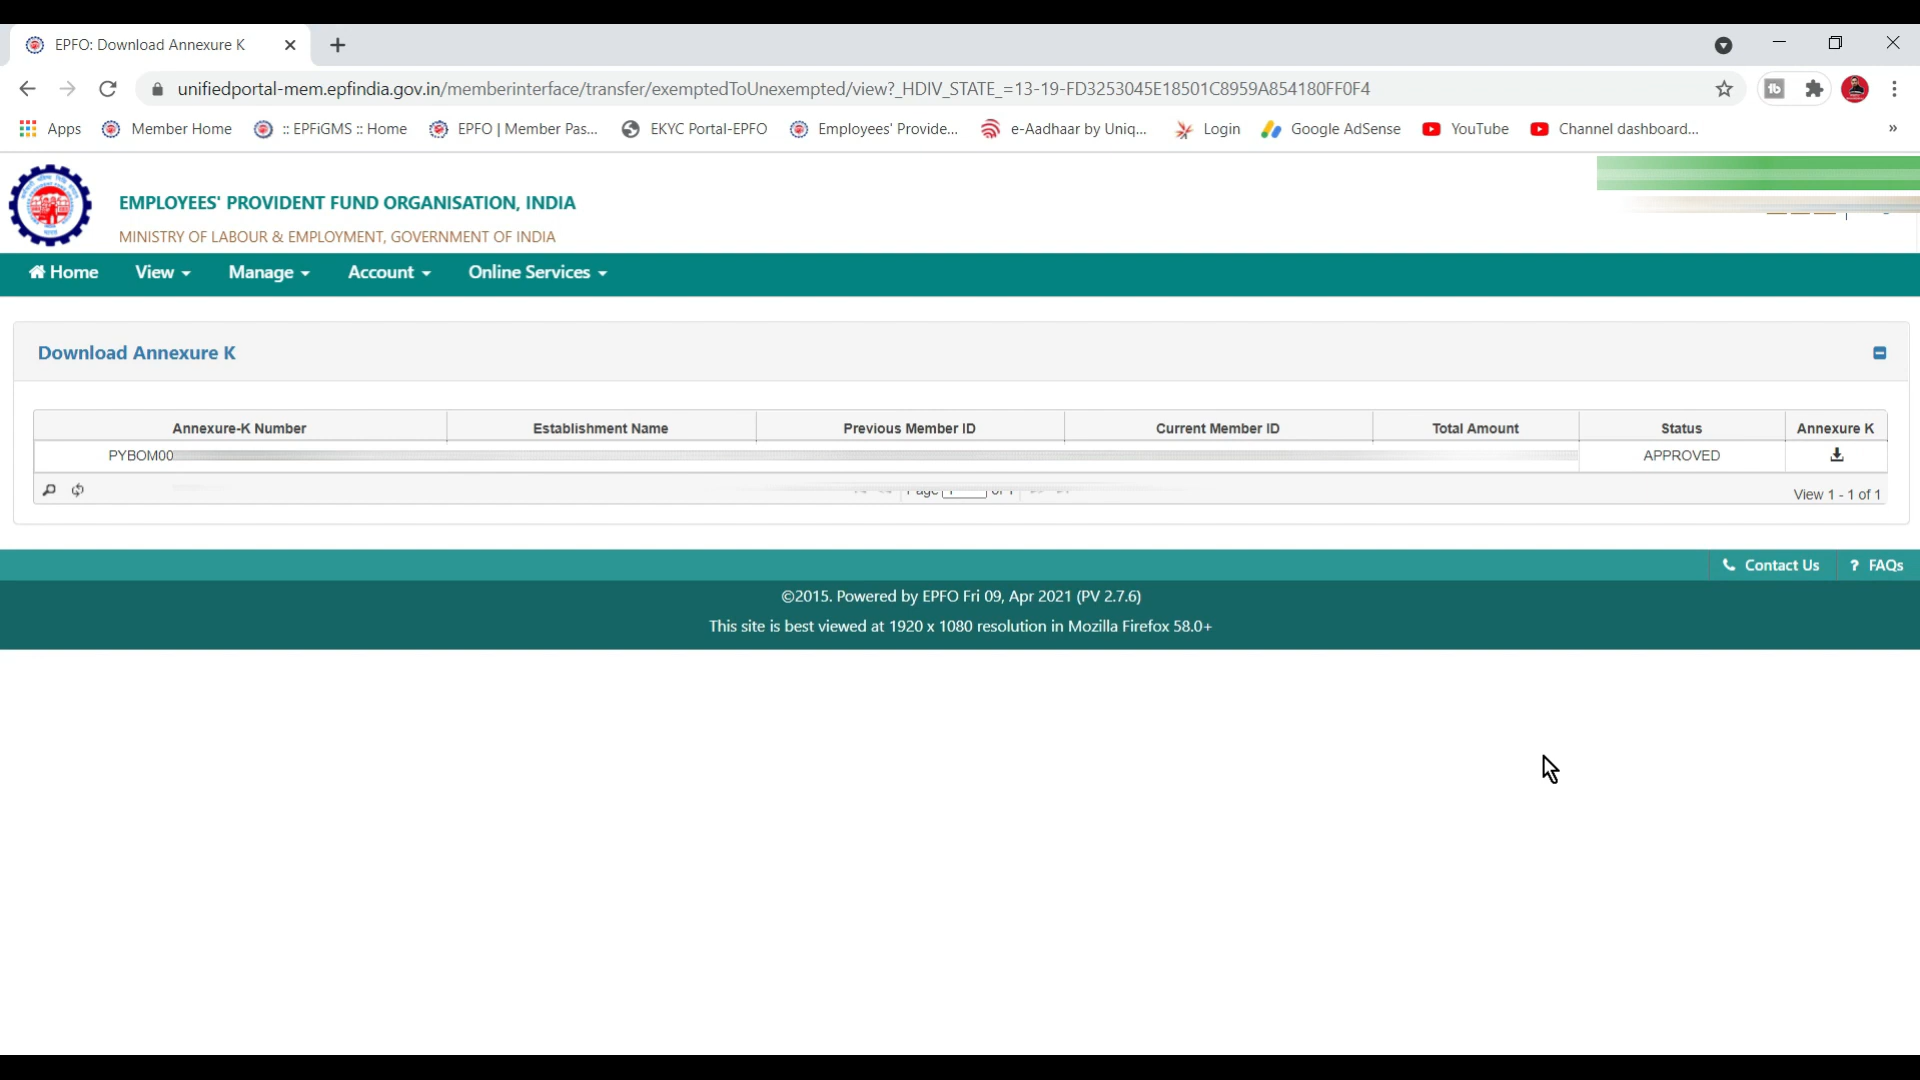 EPFO: Download Annexure K
unifiedportal-mem.epfindia.gov.in/memberinterface/transfer/exemptedToUnexempted/view?_HDIV_STATE_=13-19-FD3253045E18501C8959A854180FF0F4
Apps Member Home :: EPFiGMS :: Home EPFO | Member Pas... EKYC Portal-EPFO Employees' Provide... e-Aadhaar by Uniq... Login Google AdSense YouTube Channel dashboard... »
EMPLOYEES' PROVIDENT FUND ORGANISATION, INDIA
MINISTRY OF LABOUR & EMPLOYMENT, GOVERNMENT OF INDIA
Home View Manage Account Online Services
Download Annexure K
Annexure-K Number Establishment Name Previous Member ID Current Member ID Total Amount Status Annexure K
PYBOM00 APPROVED
View 1 - 1 of 1
Contact Us ? FAQs
©2015. Powered by EPFO Fri 09, Apr 2021 (PV 2.7.6)
This site is best viewed at 1920 x 1080 resolution in Mozilla Firefox 58.0+